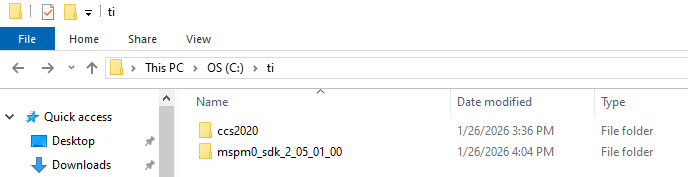 ti
File Home Share View
This PC OS (C:) ti
Quick access
Desktop
Downloads
Name Date modified Type
ccs2020 1/26/2026 3:36 PM File folder
mspm0_sdk_2_05_01_00 1/26/2026 4:04 PM File folder